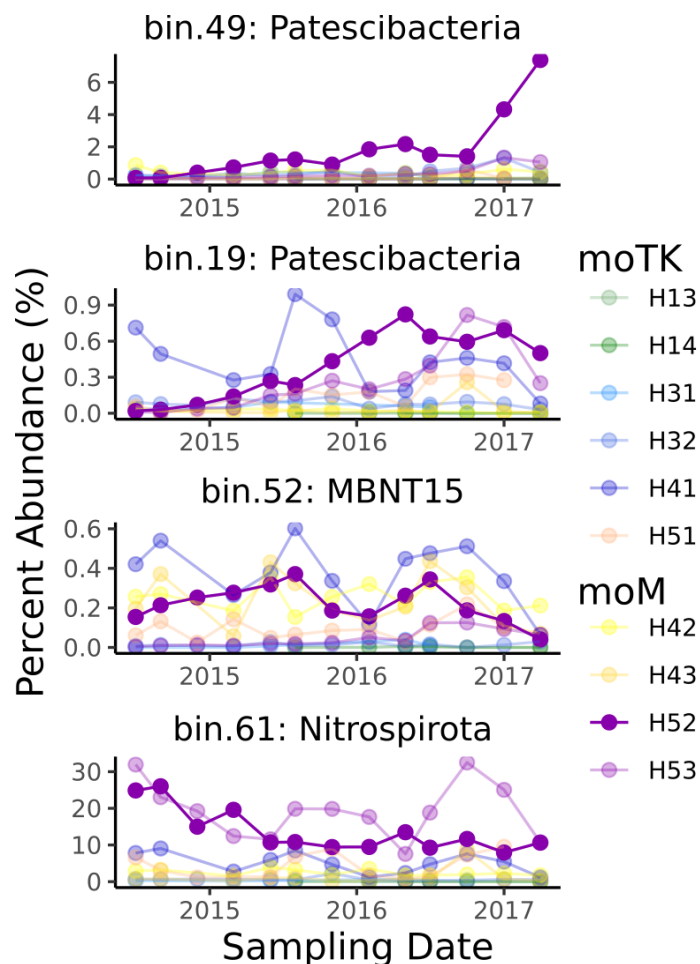 bin.49: Patescibacteria
6
4
2
0
2015 2016 2017
bin.19: Patescibacteria
0.9
0.6
0.3
0.0
2015 2016 2017
bin.52: MBNT15
0.6
0.4
0.2
0.0
2015 2016 2017
bin.61: Nitrospirota
30
20
10
0
2015 2016 2017
Sampling Date
Percent Abundance (%)
moTK
H13
H14
H31
H32
H41
H51
moM
H42
H43
H52
H53